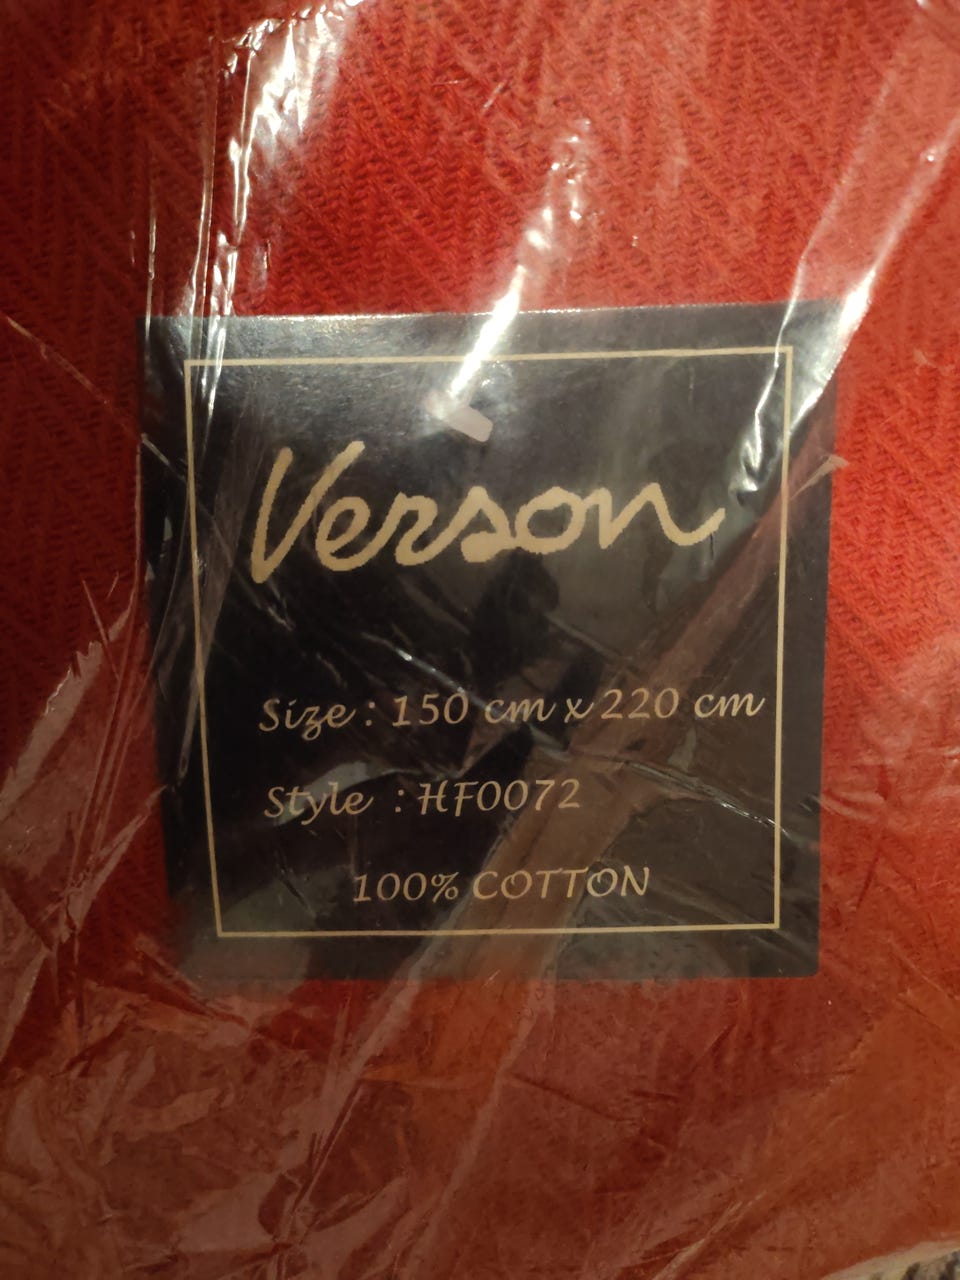 Verson
Size : 150 cm x 220 cm
Style : HF0072
100% COTTON